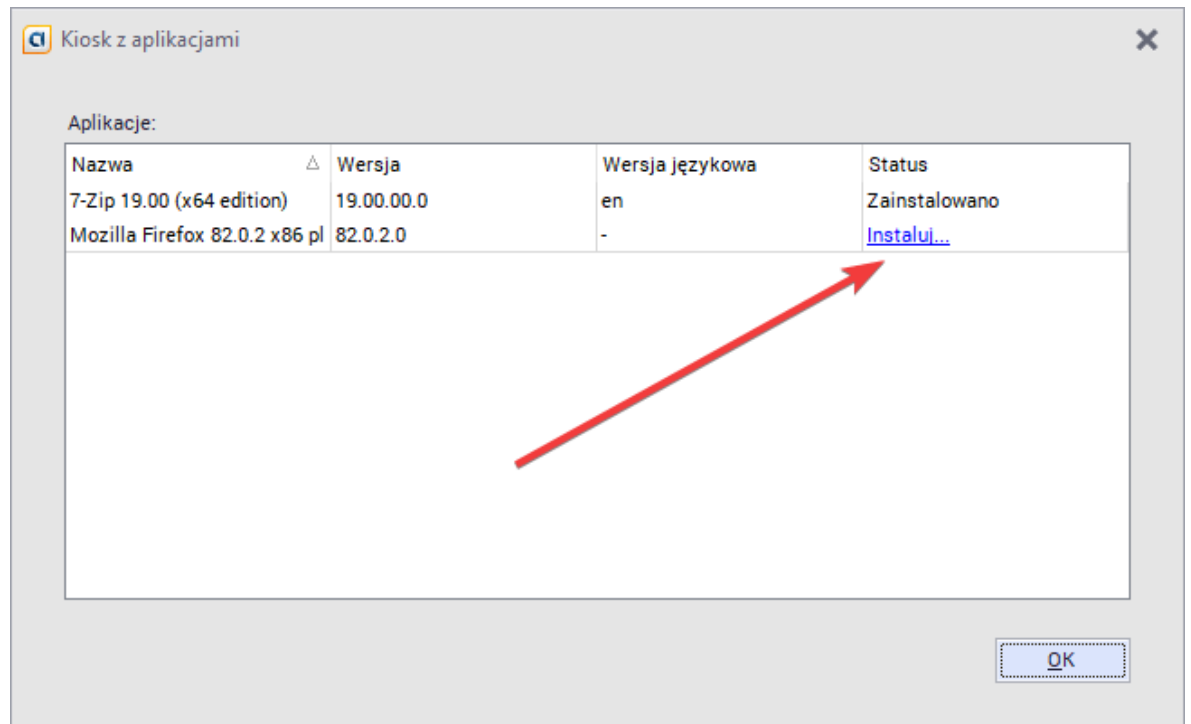 Kiosk z aplikacjami
Aplikacje:
Nazwa Wersja Wersja językowa Status
7-Zip 19.00 (x64 edition) 19.00.00.0 en Zainstalowano
Mozilla Firefox 82.0.2 x86 pl 82.0.2.0 - Instaluj...
OK